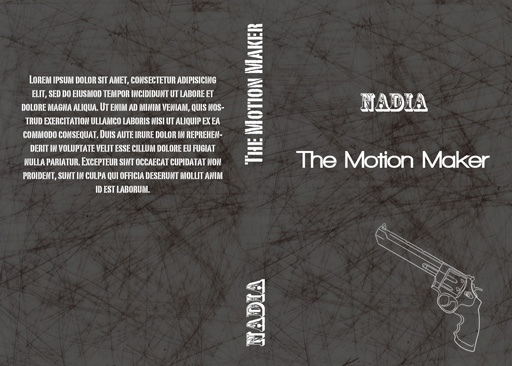 Lorem ipsum dolor sit amet, consectetur adipisicing
elit, sed do eiusmod tempor incididunt ut labore et
dolore magna aliqua. Ut enim ad minim veniam, quis nos-
trud exercitation ullamco laboris nisi ut aliquip ex ea
commodo consequat. Duis aute irure dolor in reprehen-
derit in voluptate velit esse cillum dolore eu fugiat
nulla pariatur. Excepteur sint occaecat cupidatat non
proident, sunt in culpa qui officia deserunt mollit anim
id est laborum.
The Motion Maker
NADIA
NADIA
The Motion Maker